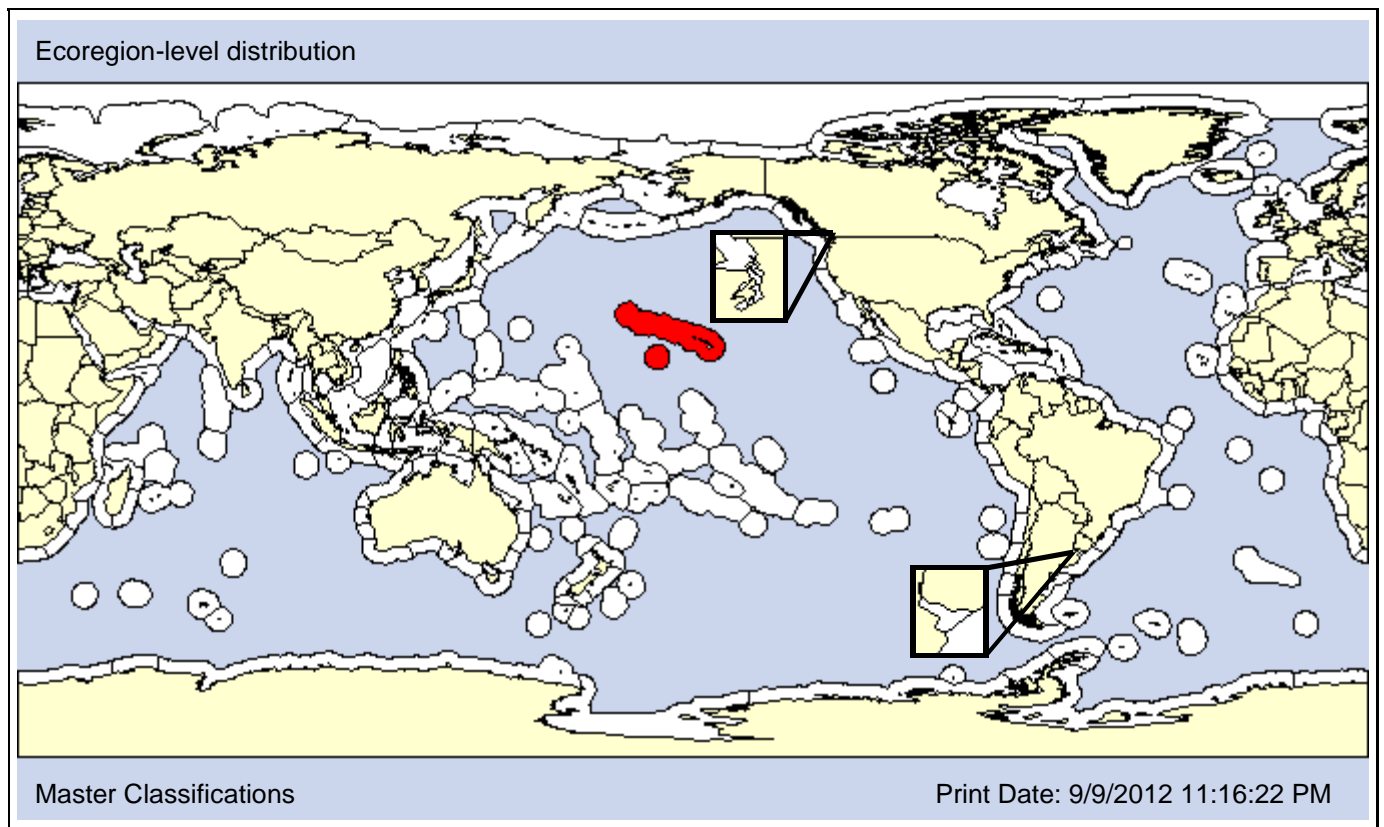 Ecoregion-level distribution
Master Classifications
Print Date: 9/9/2012 11:16:22 PM